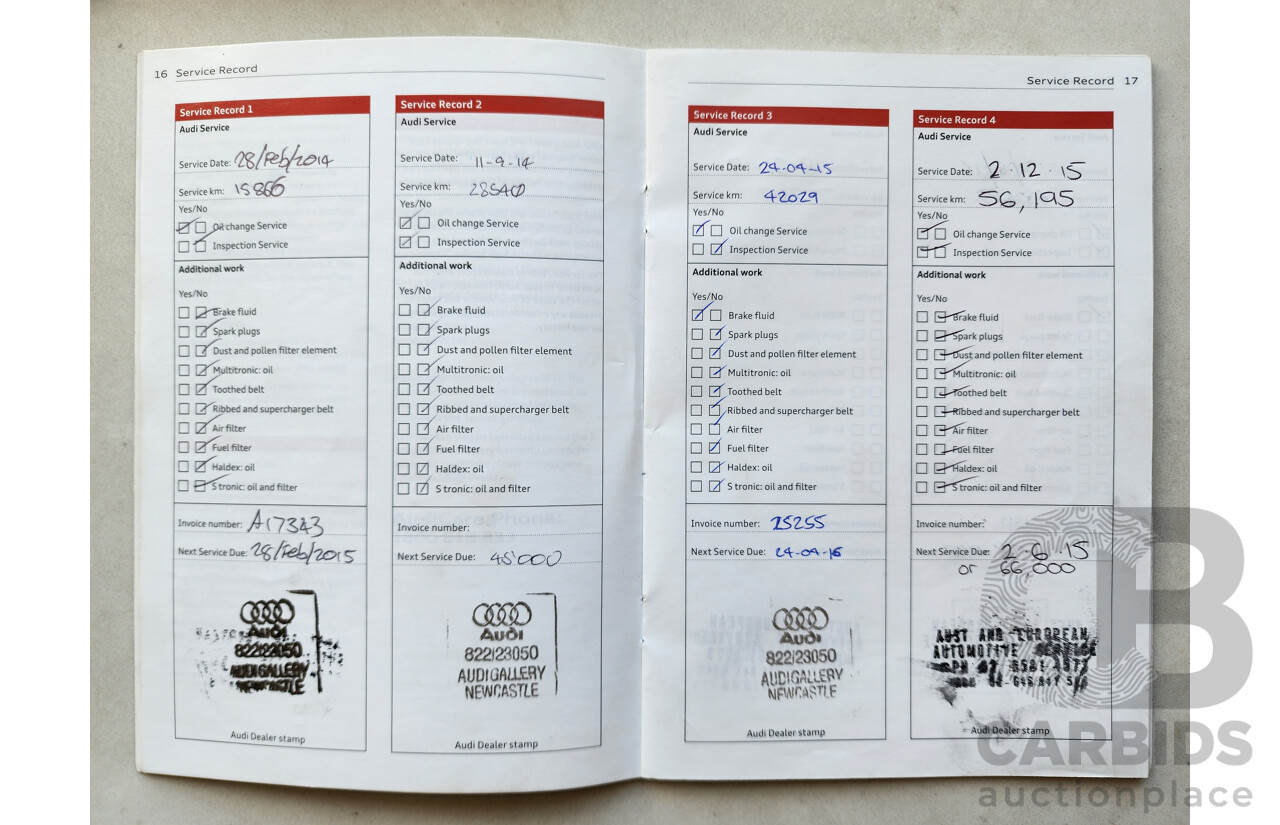 16 Service Record
Service Record 1
Audi Service
Service Date: 28/Feb/2014
Service km: 15866
Yes/No
Oil change Service
Inspection Service
Additional work
Yes/No
Brake fluid
Spark plugs
Dust and pollen filter element
Multitronic: oil
Toothed belt
Ribbed and supercharger belt
Air filter
Fuel filter
Haldex: oil
S tronic: oil and filter
Invoice number: A17343
Next Service Due: 28/Feb/2015
Audi
822/23050
AUDI GALLERY
NEWCASTLE
Audi Dealer stamp
Service Record 2
Audi Service
Service Date: 11-9-14
Service km: 28540
Yes/No
Oil change Service
Inspection Service
Additional work
Yes/No
Brake fluid
Spark plugs
Dust and pollen filter element
Multitronic: oil
Toothed belt
Ribbed and supercharger belt
Air filter
Fuel filter
Haldex: oil
S tronic: oil and filter
Invoice number:
Next Service Due: 45'000
Audi
822/23050
AUDI GALLERY
NEWCASTLE
Audi Dealer stamp
Service Record 17
Service Record 3
Audi Service
Service Date: 24-04-15
Service km: 42029
Yes/No
Oil change Service
Inspection Service
Additional work
Yes/No
Brake fluid
Spark plugs
Dust and pollen filter element
Multitronic: oil
Toothed belt
Ribbed and supercharger belt
Air filter
Fuel filter
Haldex: oil
S tronic: oil and filter
Invoice number: 25255
Next Service Due: 24-04-16
Audi
822/23050
AUDI GALLERY
NEWCASTLE
Audi Dealer stamp
Service Record 4
Audi Service
Service Date: 2.12.15
Service km: 56,195
Yes/No
Oil change Service
Inspection Service
Additional work
Yes/No
Brake fluid
Spark plugs
Dust and pollen filter element
Multitronic: oil
Toothed belt
Ribbed and supercharger belt
Air filter
Fuel filter
Haldex: oil
S tronic: oil and filter
Invoice number:
Next Service Due: 2.6.15
or 66,000
AUST AND EUROPEAN
AUTOMOTIVE SERVICE
Audi Dealer stamp
CARBIDS
auctionplace